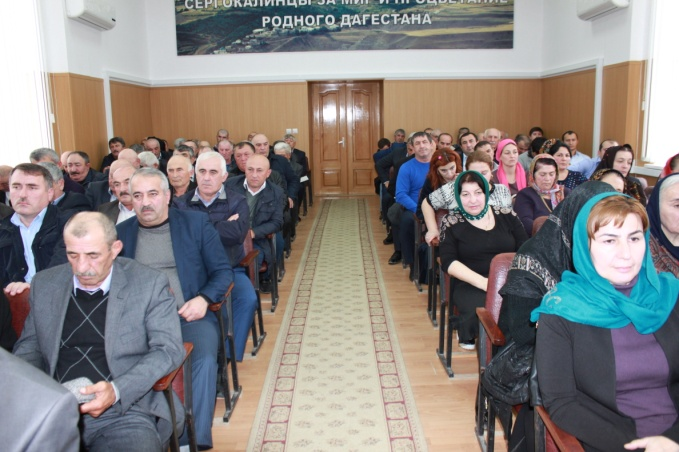 СЕРГОКАЛИНЦЫ ЗА МИР И ПРОЦВЕТАНИЕ
РОДНОГО ДАГЕСТАНА